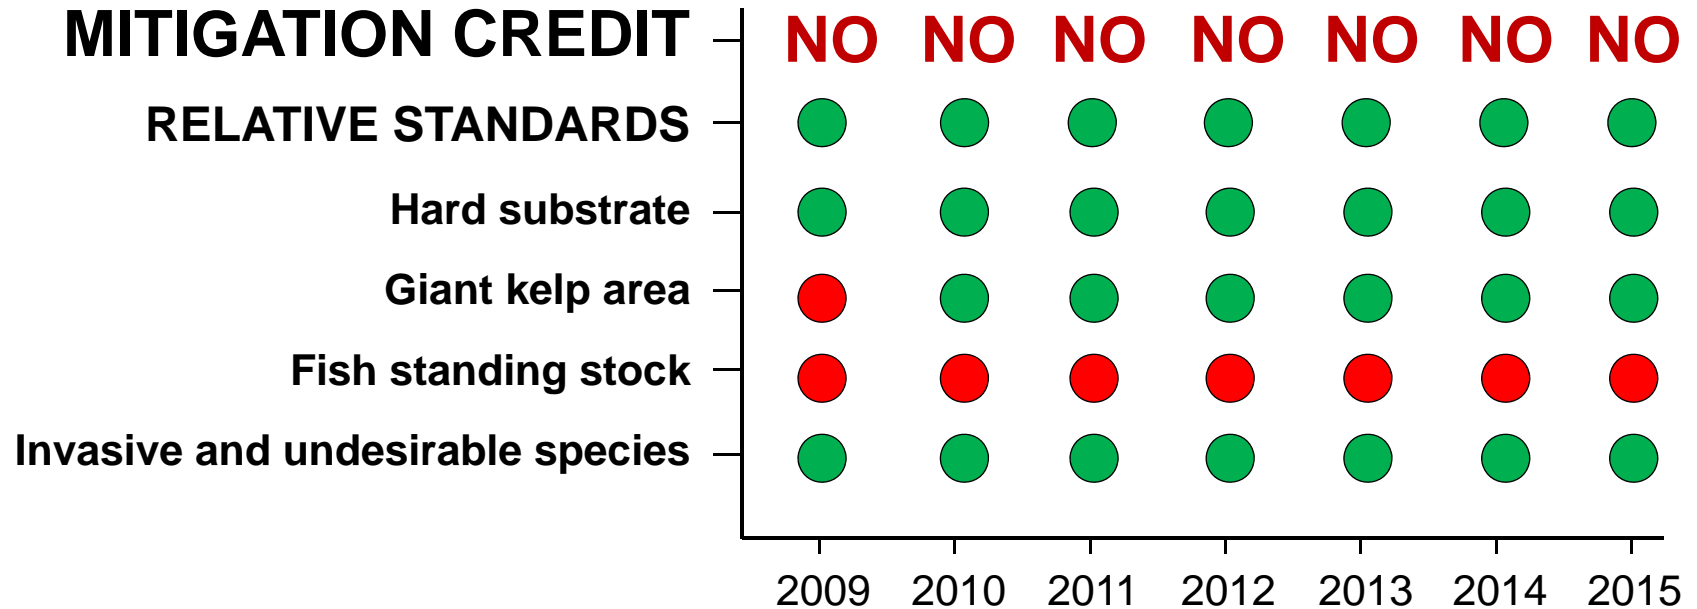 MITIGATION CREDIT NO NO NO NO NO NO NO
RELATIVE STANDARDS
Hard substrate
Giant kelp area
Fish standing stock
Invasive and undesirable species
2009 2010 2011 2012 2013 2014 2015